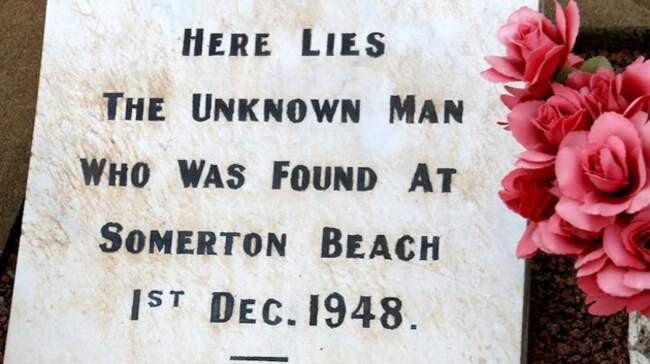 HERE LIES
THE UNKNOWN MAN
WHO WAS FOUND AT
SOMERTON BEACH
1ST DEC. 1948.